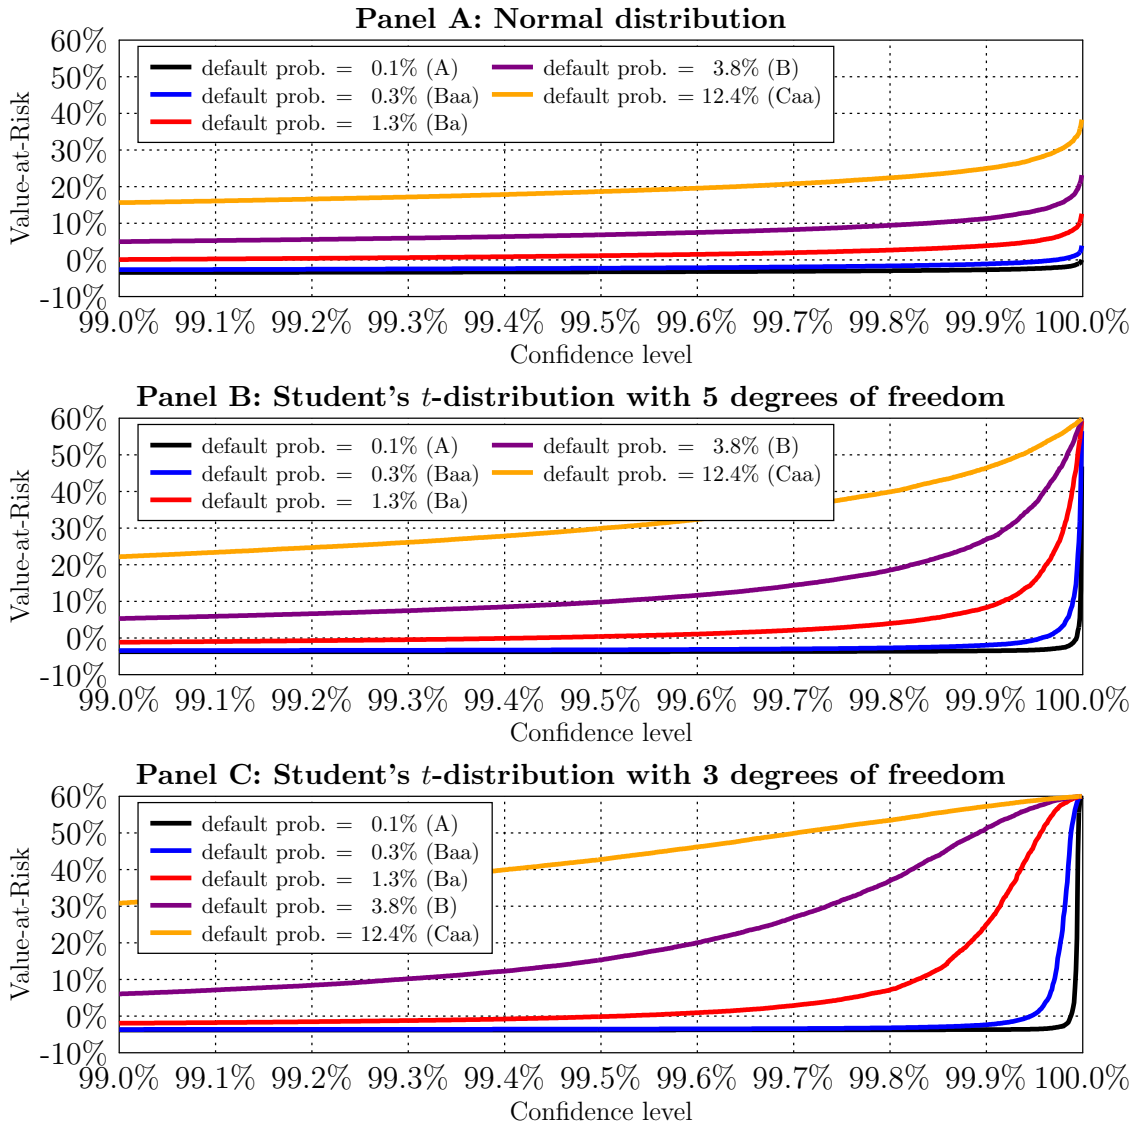 Panel A: Normal distribution
60%
50%
40%
30%
20%
10%
0%
-10%
Value-at-Risk
default prob. = 0.1% (A)
default prob. = 0.3% (Baa)
default prob. = 1.3% (Ba)
default prob. = 3.8% (B)
default prob. = 12.4% (Caa)
99.0% 99.1% 99.2% 99.3% 99.4% 99.5% 99.6% 99.7% 99.8% 99.9% 100.0%
Confidence level
Panel B: Student's t-distribution with 5 degrees of freedom
60%
50%
40%
30%
20%
10%
0%
-10%
Value-at-Risk
default prob. = 0.1% (A)
default prob. = 0.3% (Baa)
default prob. = 1.3% (Ba)
default prob. = 3.8% (B)
default prob. = 12.4% (Caa)
99.0% 99.1% 99.2% 99.3% 99.4% 99.5% 99.6% 99.7% 99.8% 99.9% 100.0%
Confidence level
Panel C: Student's t-distribution with 3 degrees of freedom
60%
50%
40%
30%
20%
10%
0%
-10%
Value-at-Risk
default prob. = 0.1% (A)
default prob. = 0.3% (Baa)
default prob. = 1.3% (Ba)
default prob. = 3.8% (B)
default prob. = 12.4% (Caa)
99.0% 99.1% 99.2% 99.3% 99.4% 99.5% 99.6% 99.7% 99.8% 99.9% 100.0%
Confidence level